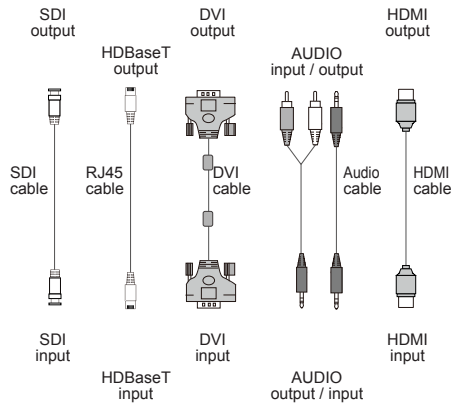 SDI
output
HDBaseT
output
DVI
output
AUDIO
input / output
HDMI
output
SDI
cable
RJ45
cable
DVI
cable
Audio
cable
HDMI
cable
SDI
input
HDBaseT
input
DVI
input
AUDIO
output / input
HDMI
input